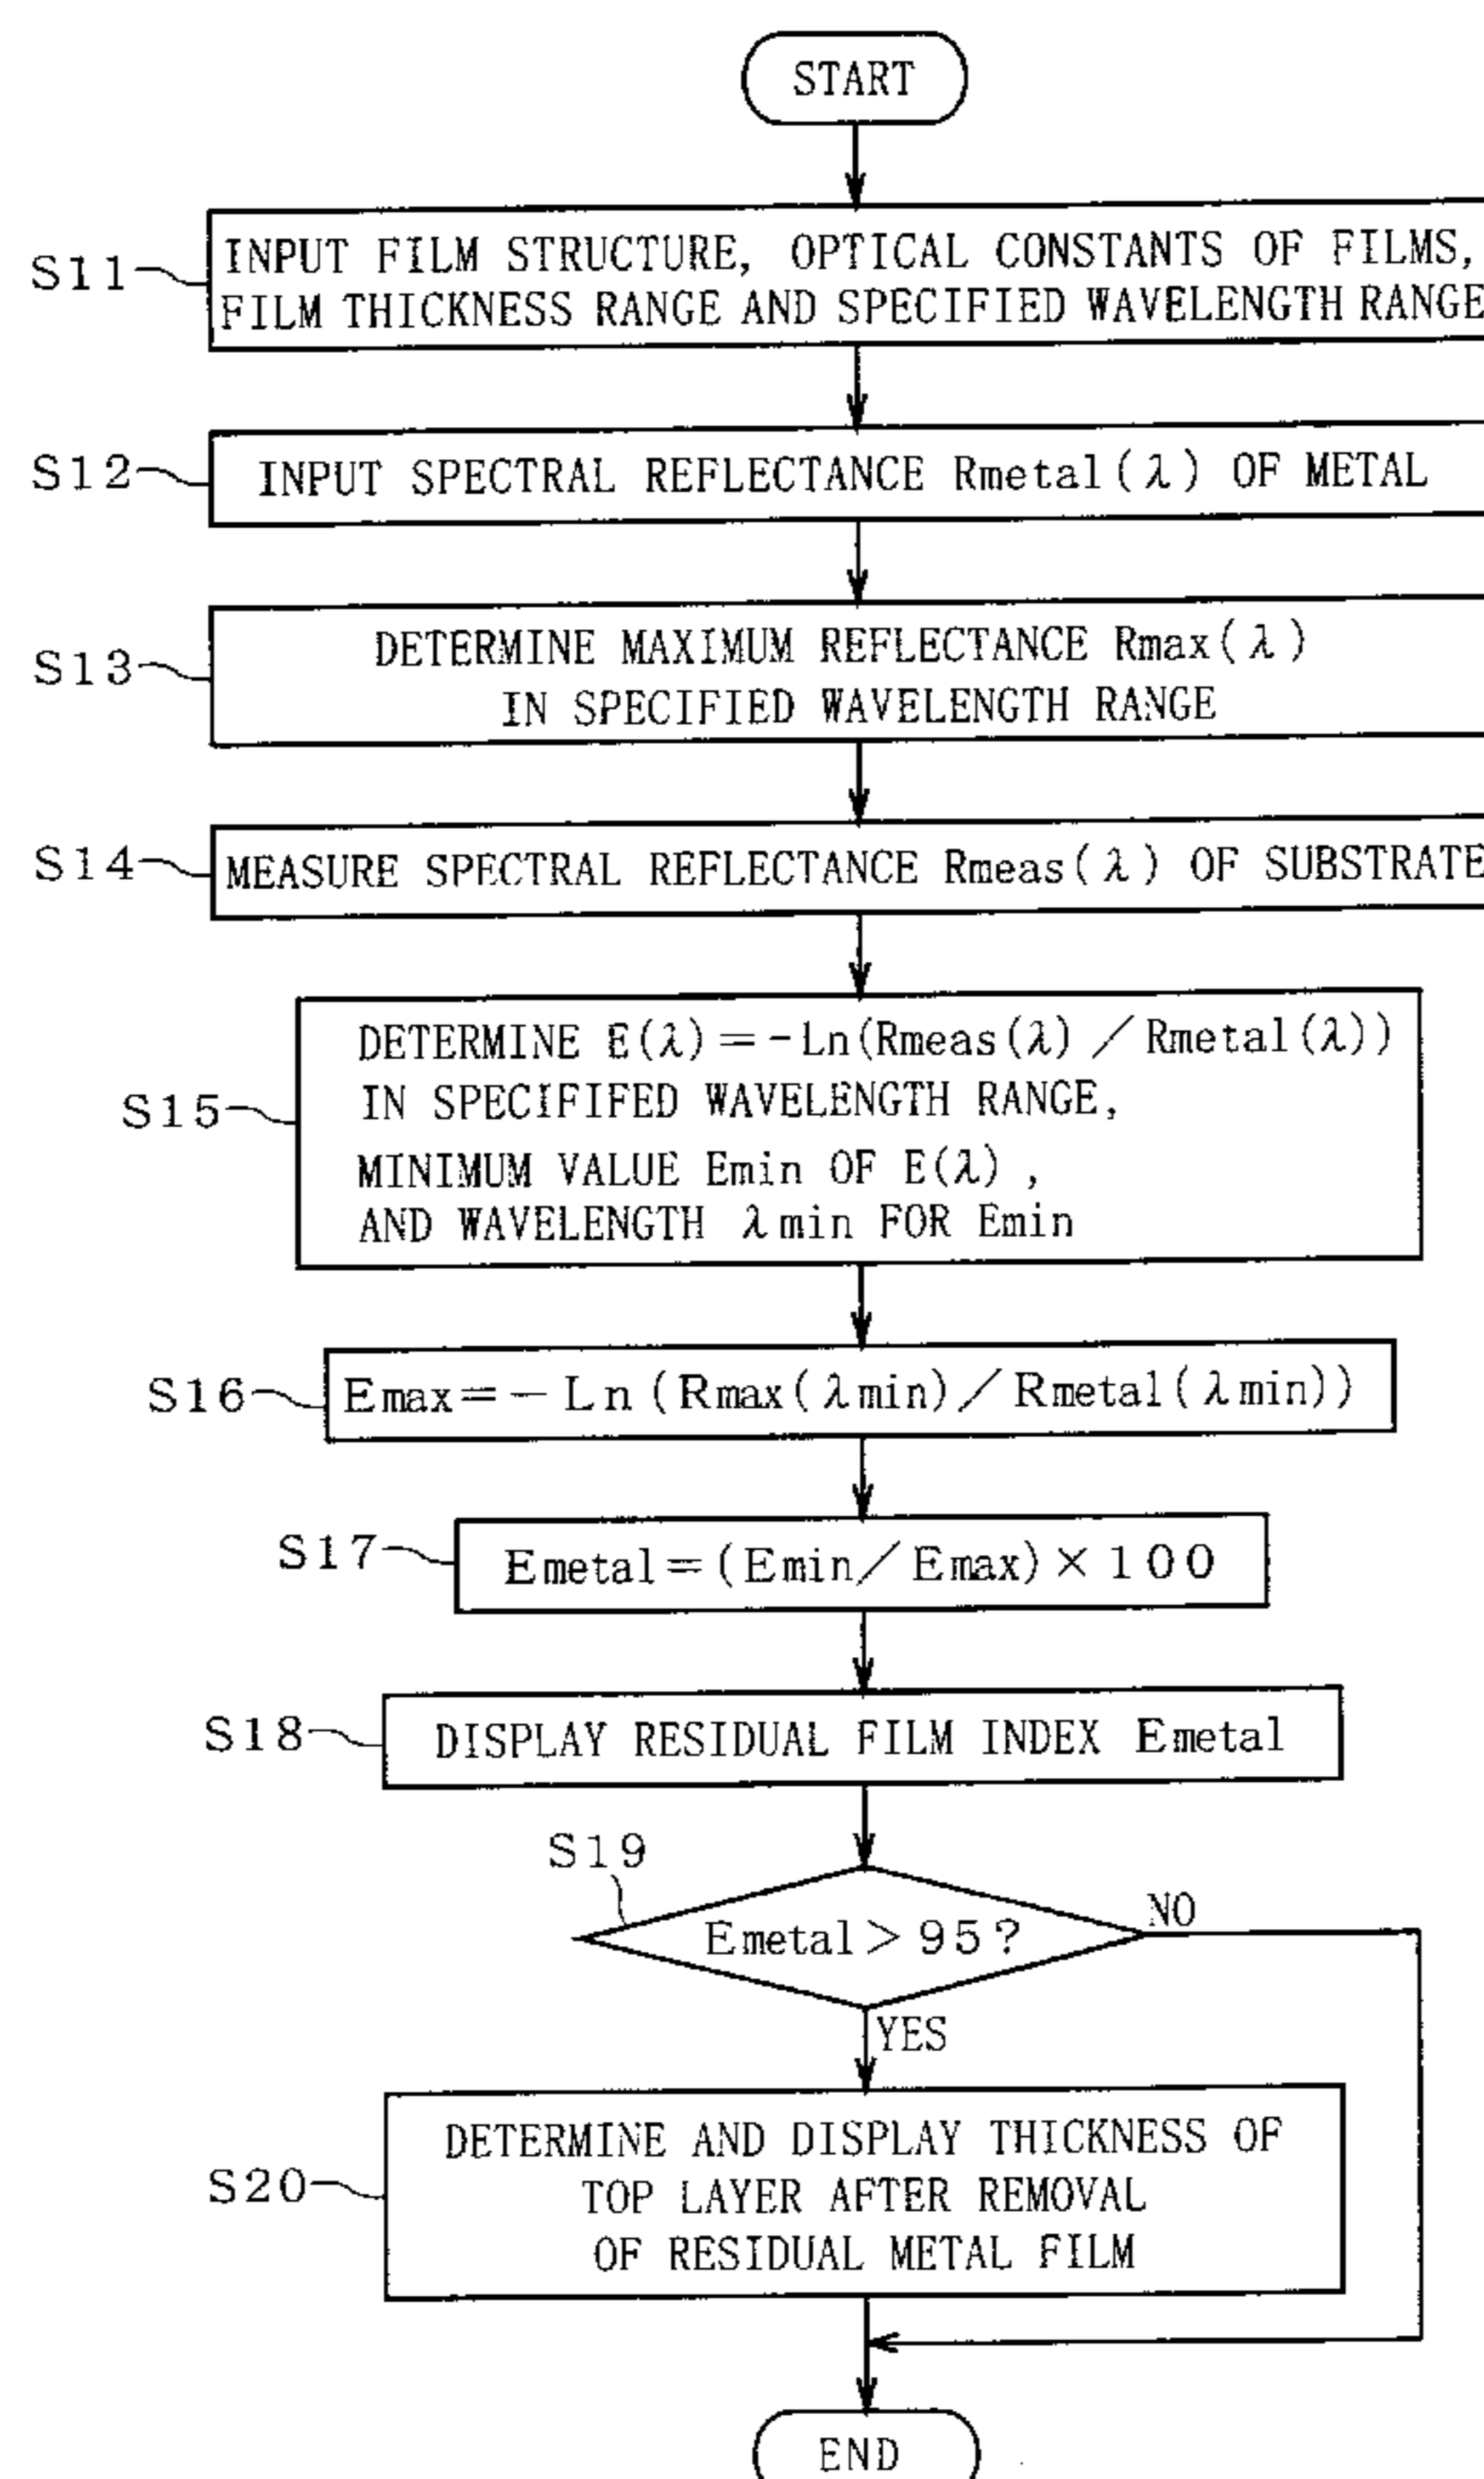 START
S11
INPUT FILM STRUCTURE, OPTICAL CONSTANTS OF FILMS,
FILM THICKNESS RANGE AND SPECIFIED WAVELENGTH RANGE
S12
INPUT SPECTRAL REFLECTANCE Rmetal(λ) OF METAL
S13
DETERMINE MAXIMUM REFLECTANCE Rmax(λ)
IN SPECIFIED WAVELENGTH RANGE
S14
MEASURE SPECTRAL REFLECTANCE Rmeas(λ) OF SUBSTRATE
S15
DETERMINE E(λ)=-Ln(Rmeas(λ)／Rmetal(λ))
IN SPECIFIFED WAVELENGTH RANGE,
MINIMUM VALUE Emin OF E(λ),
AND WAVELENGTH λmin FOR Emin
S16
Emax=-Ln(Rmax(λmin)／Rmetal(λmin))
S17
Emetal=(Emin／Emax)×100
S18
DISPLAY RESIDUAL FILM INDEX Emetal
S19
Emetal>95?
NO
YES
S20
DETERMINE AND DISPLAY THICKNESS OF
TOP LAYER AFTER REMOVAL
OF RESIDUAL METAL FILM
END